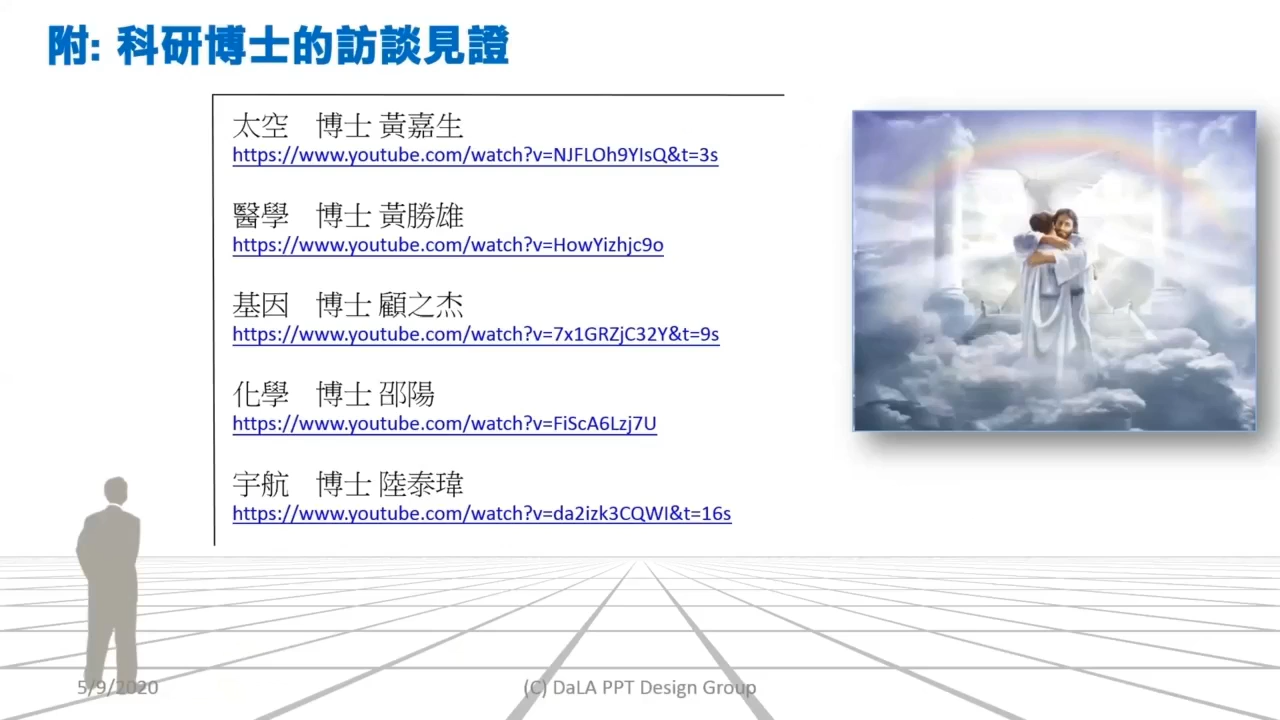 附: 科研博士的訪談見證
太空 博士 黃嘉生
https://www.youtube.com/watch?v=NJFLOh9YIsQ&t=3s
醫學 博士 黃勝雄
https://www.youtube.com/watch?v=HowYizhjc9o
基因 博士 顧之杰
https://www.youtube.com/watch?v=7x1GRZjC32Y&t=9s
化學 博士 邵陽
https://www.youtube.com/watch?v=FiScA6Lzj7U
宇航 博士 陸泰瑋
https://www.youtube.com/watch?v=da2izk3CQWI&t=16s
5/9/2020
(C) DaLA PPT Design Group